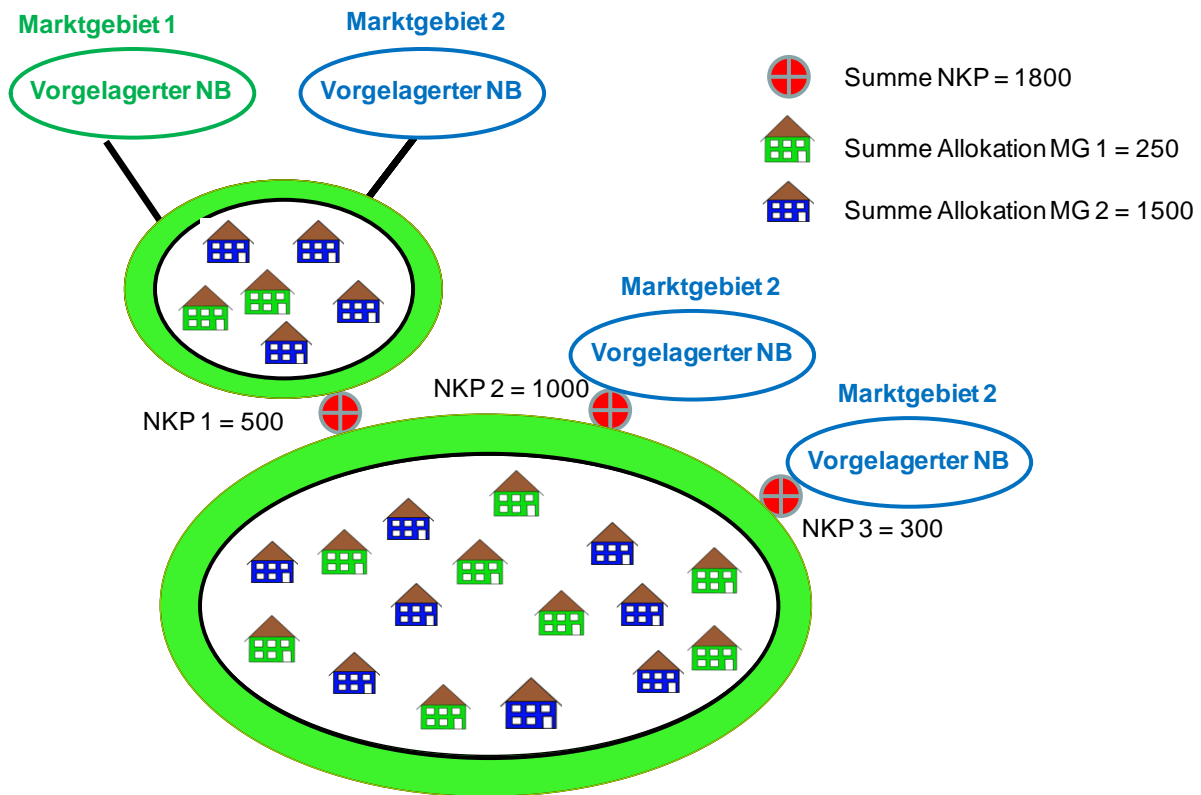 Marktgebiet 1
Marktgebiet 2
Vorgelagerter NB
Vorgelagerter NB
Summe NKP = 1800
Summe Allokation MG 1 = 250
Summe Allokation MG 2 = 1500
Marktgebiet 2
Vorgelagerter NB
NKP 1 = 500
NKP 2 = 1000
Marktgebiet 2
Vorgelagerter NB
NKP 3 = 300